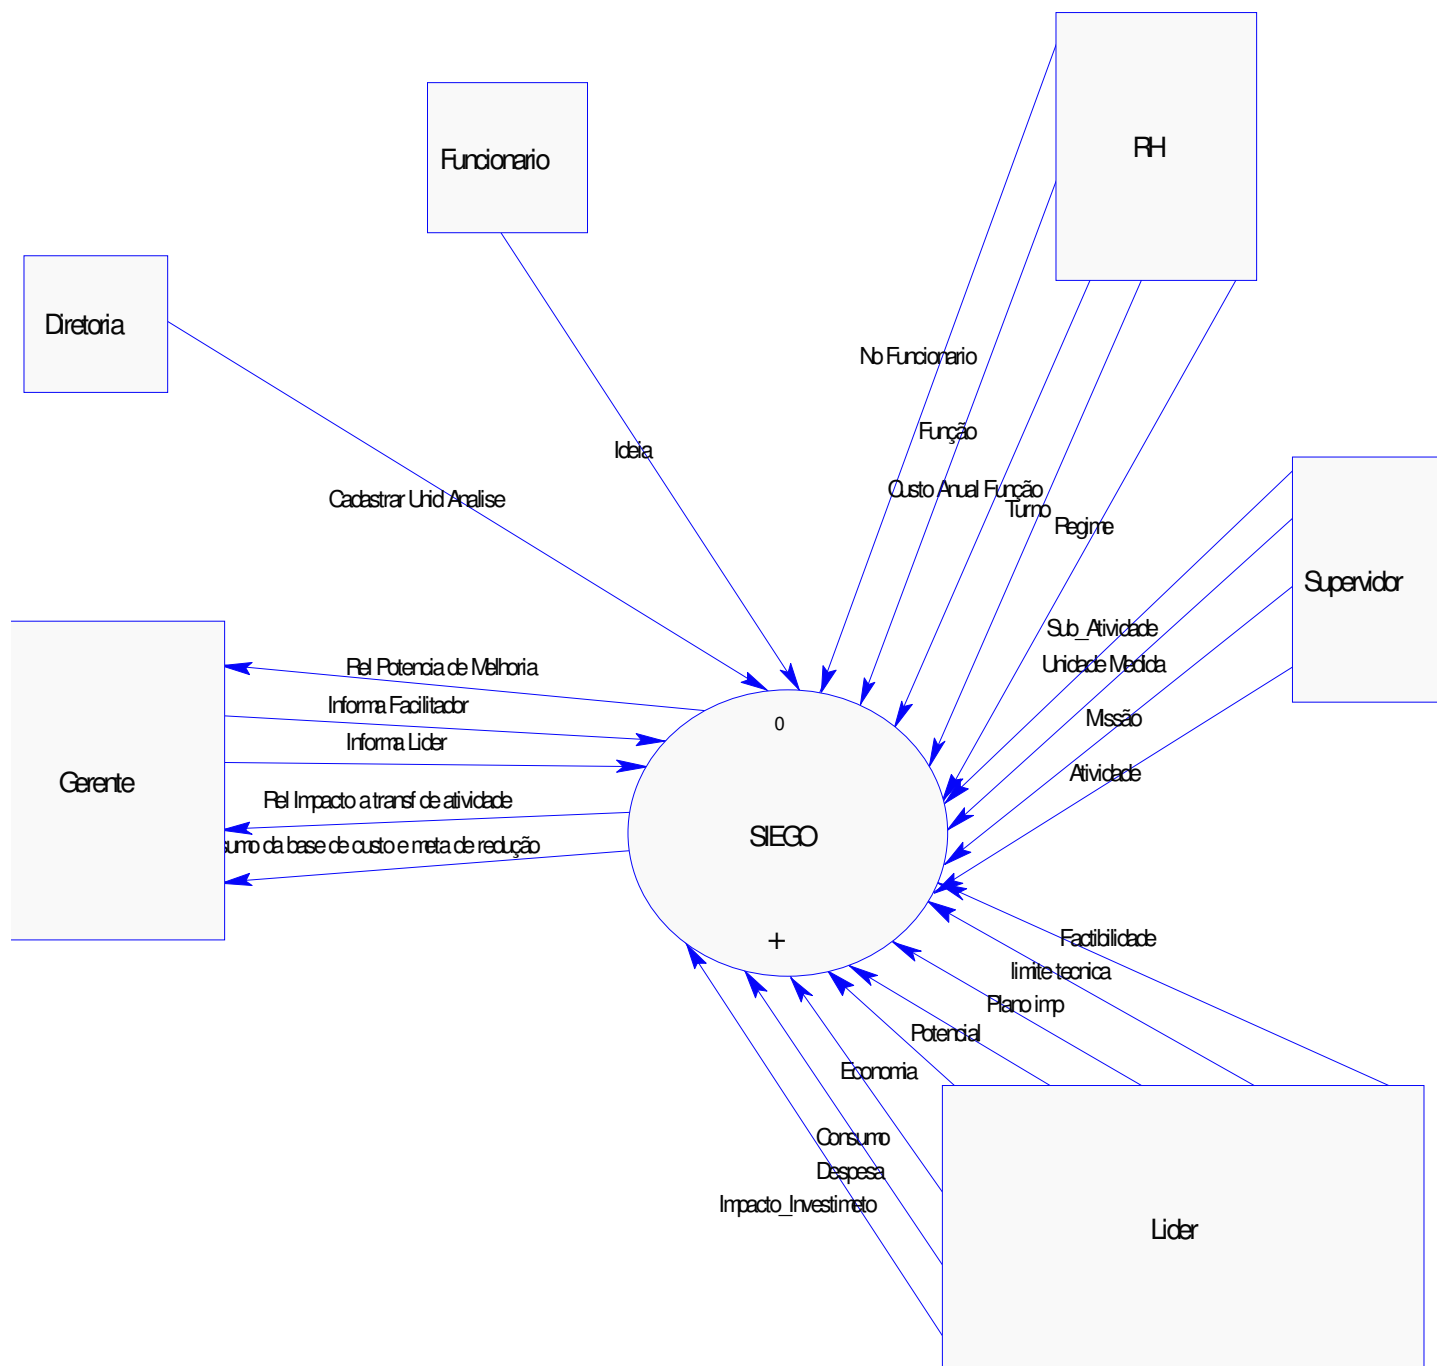 RH
Funcionario
Diretoria
No Funcionario
Função
Ideia
Custo Anual Função
Cadastrar Unid Analise
Turno
Regime
Supervidor
Sub_Atividade
Unidade Medida
Rel Potencia de Melhoria
Informa Facilitador
Missão
0
Informa Lider
Atividade
Gerente
Rel Impacto a transf de atividade
SIEGO
da base de custo e meta de redução
+
Factibilidade
limite tecnica
Plano imp
Potencial
Economia
Consumo
Despesa
Impacto_Investimeto
Lider